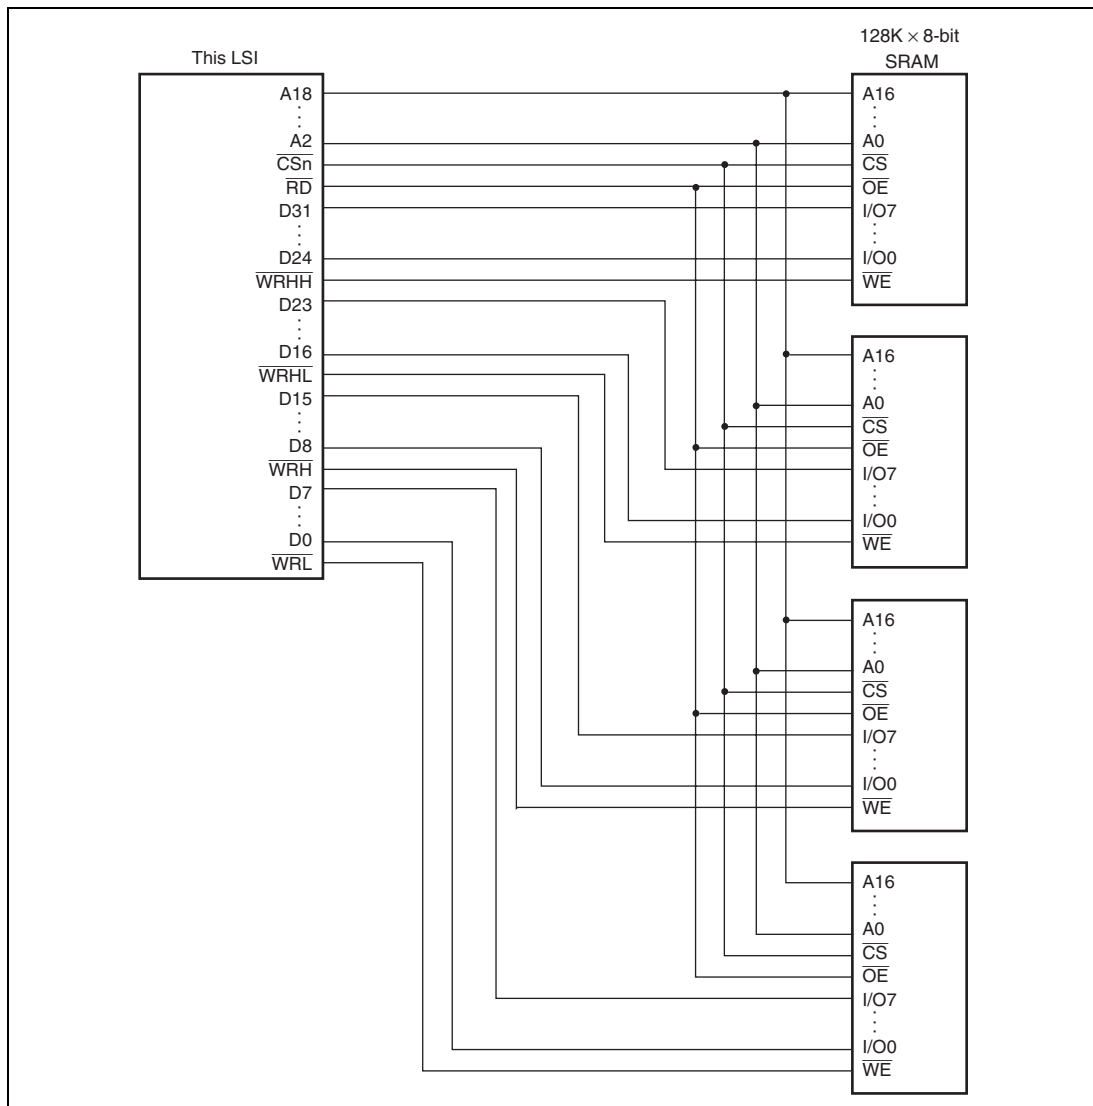 This LSI
A18
A2
CSn
RD
D31
D24
WRHH
D23
D16
WRHL
D15
D8
WRH
D7
D0
WRL
128K × 8-bit
SRAM
A16
A0
CS
OE
I/O7
I/O0
WE
A16
A0
CS
OE
I/O7
I/O0
WE
A16
A0
CS
OE
I/O7
I/O0
WE
A16
A0
CS
OE
I/O7
I/O0
WE